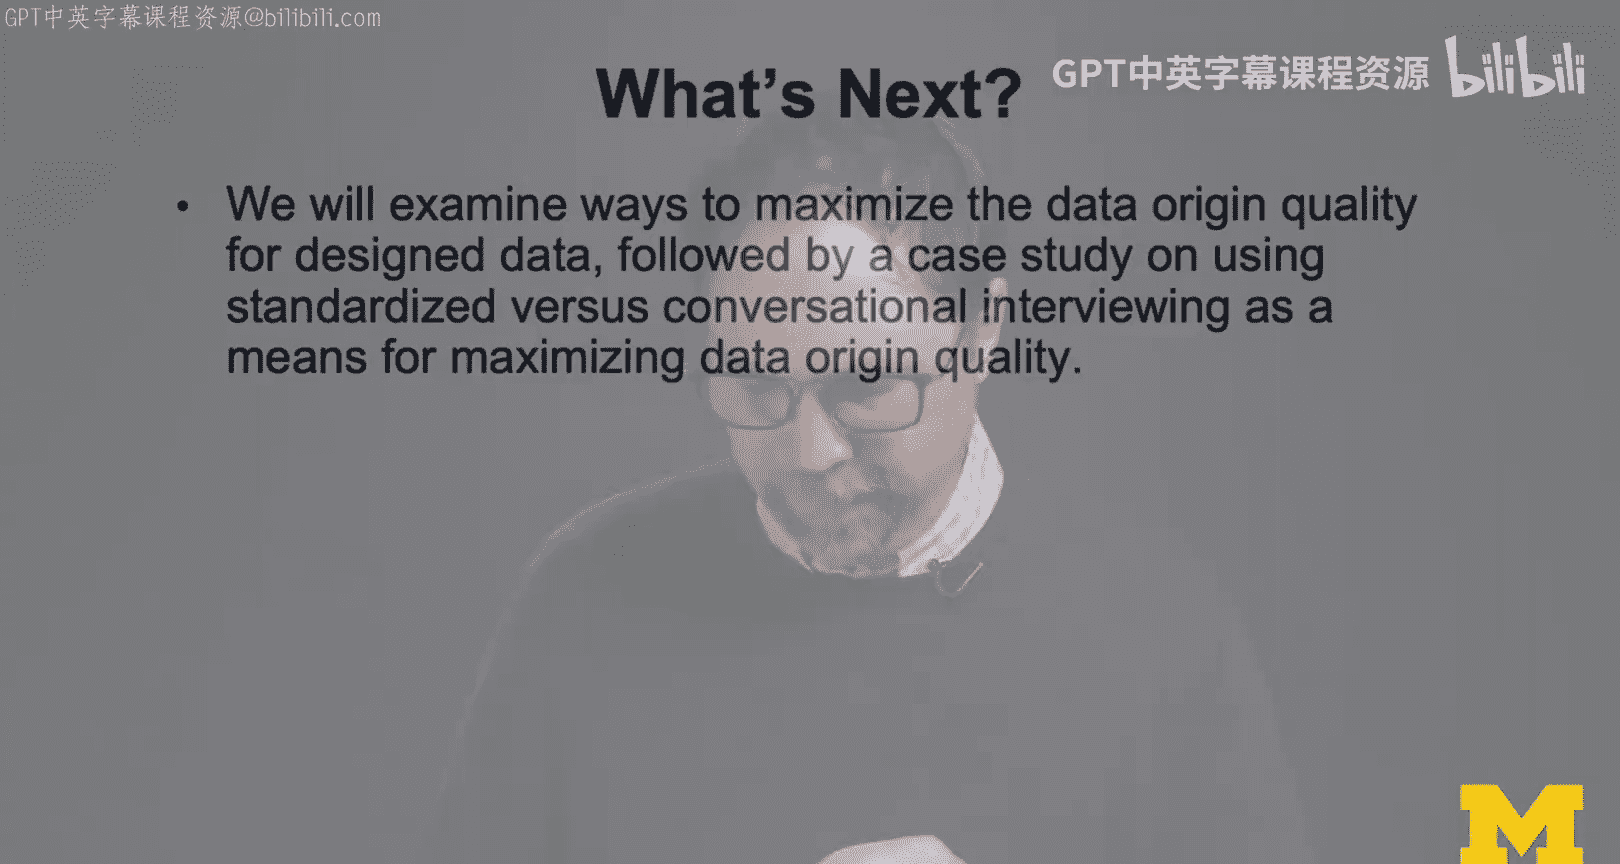 GPT中英字幕课程资源@bilibili.com
GPT中英字幕课程资源 bilibili
What's Next?
• We will examine ways to maximize the data origin quality
for designed data, followed by a case study on using
standardized versus conversational interviewing as a
means for maximizing data origin quality.
M